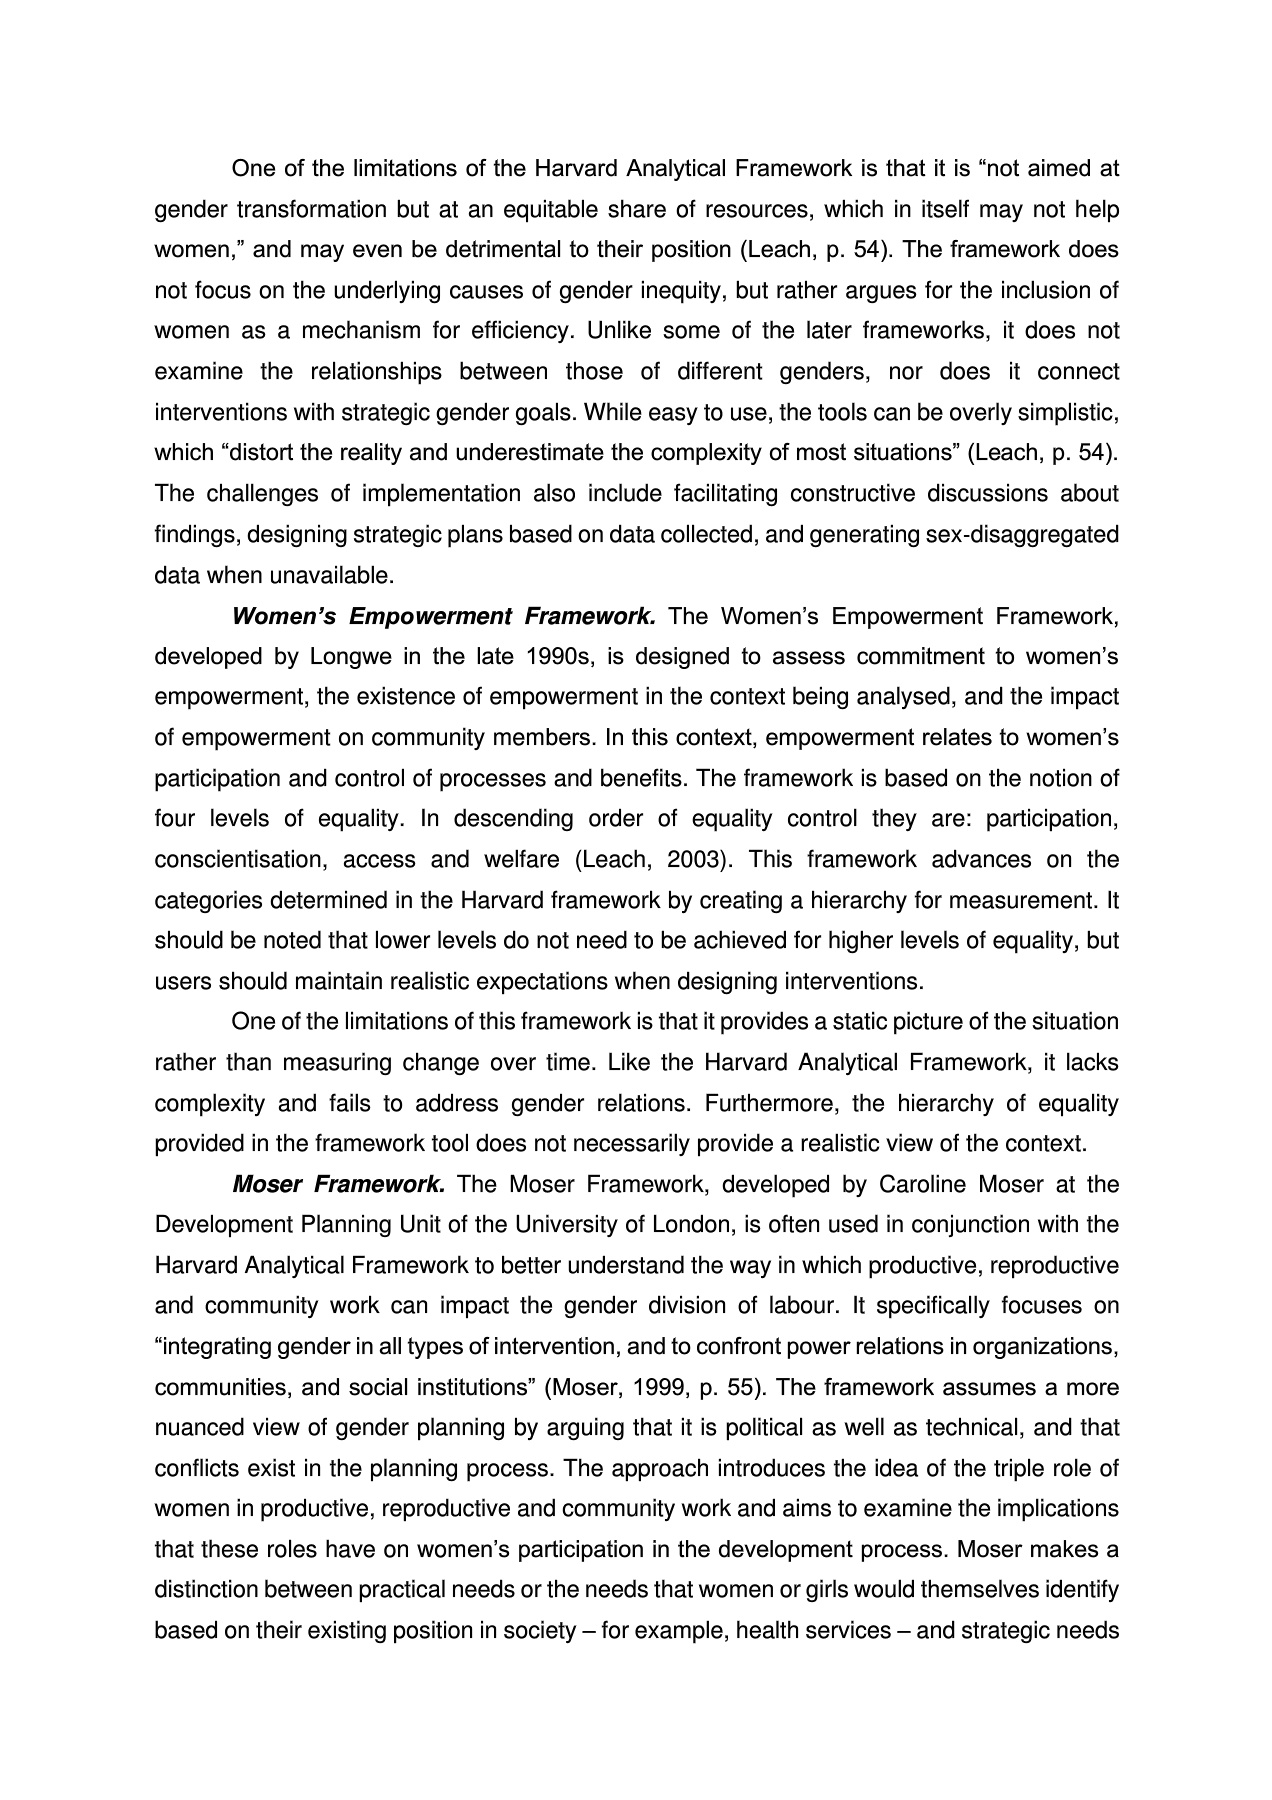 One of the limitations of the Harvard Analytical Framework is that it is “not aimed at
gender transformation but at an equitable share of resources, which in itself may not help
women,” and may even be detrimental to their position (Leach, p. 54). The framework does
not focus on the underlying causes of gender inequity, but rather argues for the inclusion of
women as a mechanism for efficiency. Unlike some of the later frameworks, it does not
examine the relationships between those of different genders, nor does it connect
interventions with strategic gender goals. While easy to use, the tools can be overly simplistic,
which “distort the reality and underestimate the complexity of most situations” (Leach, p. 54).
The challenges of implementation also include facilitating constructive discussions about
findings, designing strategic plans based on data collected, and generating sex-disaggregated
data when unavailable.
Women’s Empowerment Framework. The Women’s Empowerment Framework,
developed by Longwe in the late 1990s, is designed to assess commitment to women’s
empowerment, the existence of empowerment in the context being analysed, and the impact
of empowerment on community members. In this context, empowerment relates to women’s
participation and control of processes and benefits. The framework is based on the notion of
four levels of equality. In descending order of equality control they are: participation,
conscientisation, access and welfare (Leach, 2003). This framework advances on the
categories determined in the Harvard framework by creating a hierarchy for measurement. It
should be noted that lower levels do not need to be achieved for higher levels of equality, but
users should maintain realistic expectations when designing interventions.
One of the limitations of this framework is that it provides a static picture of the situation
rather than measuring change over time. Like the Harvard Analytical Framework, it lacks
complexity and fails to address gender relations. Furthermore, the hierarchy of equality
provided in the framework tool does not necessarily provide a realistic view of the context.
Moser Framework. The Moser Framework, developed by Caroline Moser at the
Development Planning Unit of the University of London, is often used in conjunction with the
Harvard Analytical Framework to better understand the way in which productive, reproductive
and community work can impact the gender division of labour. It specifically focuses on
“integrating gender in all types of intervention, and to confront power relations in organizations,
communities, and social institutions” (Moser, 1999, p. 55). The framework assumes a more
nuanced view of gender planning by arguing that it is political as well as technical, and that
conflicts exist in the planning process. The approach introduces the idea of the triple role of
women in productive, reproductive and community work and aims to examine the implications
that these roles have on women’s participation in the development process. Moser makes a
distinction between practical needs or the needs that women or girls would themselves identify
based on their existing position in society – for example, health services – and strategic needs